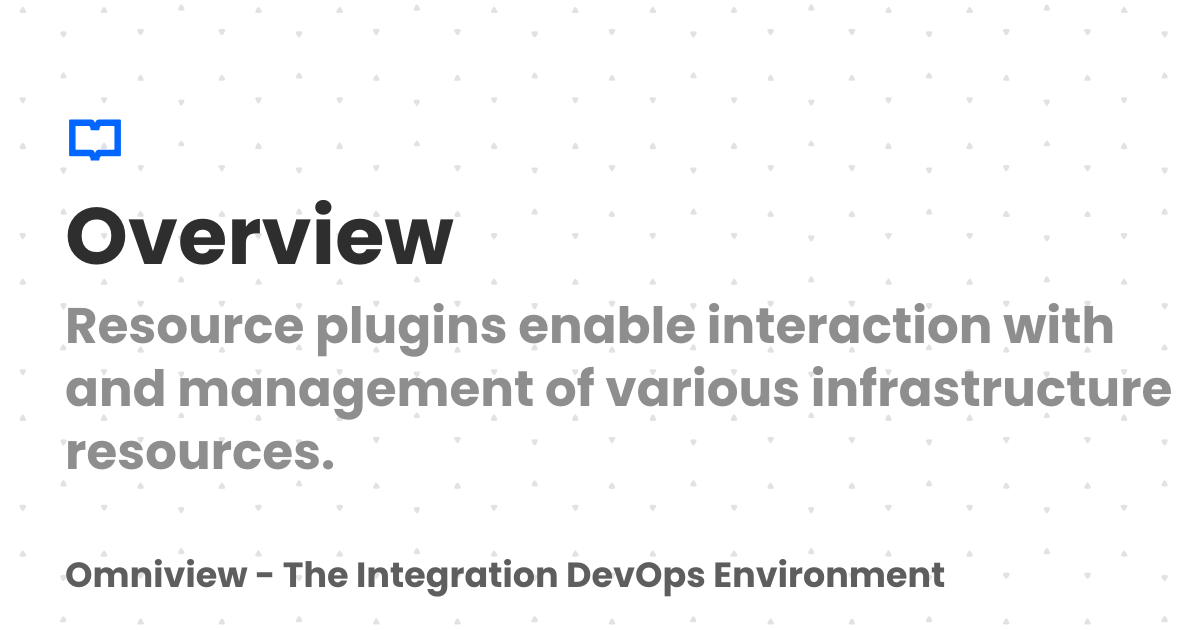 Overview
Resource plugins enable interaction with
and management of various infrastructure
resources.
Omniview - The Integration DevOps Environment